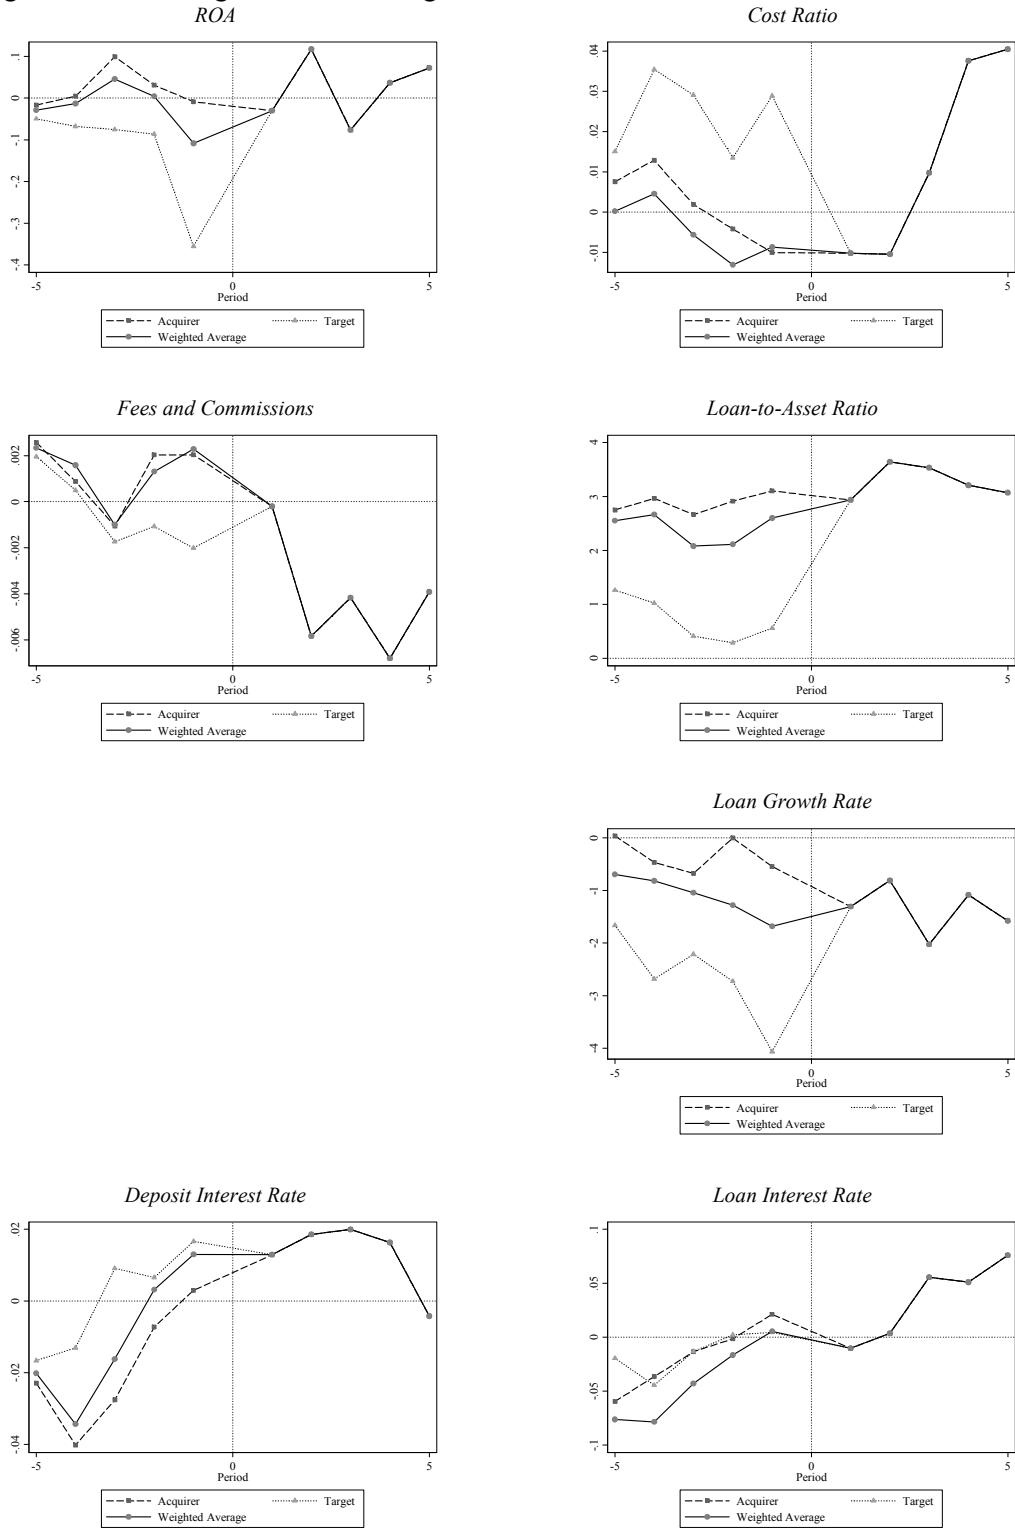 ROA
.1
0
-.1
-.2
-.3
-.4
-5 0 5
Period
Acquirer Target
Weighted Average
Cost Ratio
.04
.03
.02
.01
0
-.01
-5 0 5
Period
Acquirer Target
Weighted Average
Fees and Commissions
.002
0
-.002
-.004
-.006
-5 0 5
Period
Acquirer Target
Weighted Average
Loan-to-Asset Ratio
4
3
2
1
0
-5 0 5
Period
Acquirer Target
Weighted Average
Loan Growth Rate
0
-1
-2
-3
-4
-5 0 5
Period
Acquirer Target
Weighted Average
Deposit Interest Rate
.02
0
-.02
-.04
-5 0 5
Period
Acquirer Target
Weighted Average
Loan Interest Rate
.1
.05
0
-.05
-.1
-5 0 5
Period
Acquirer Target
Weighted Average